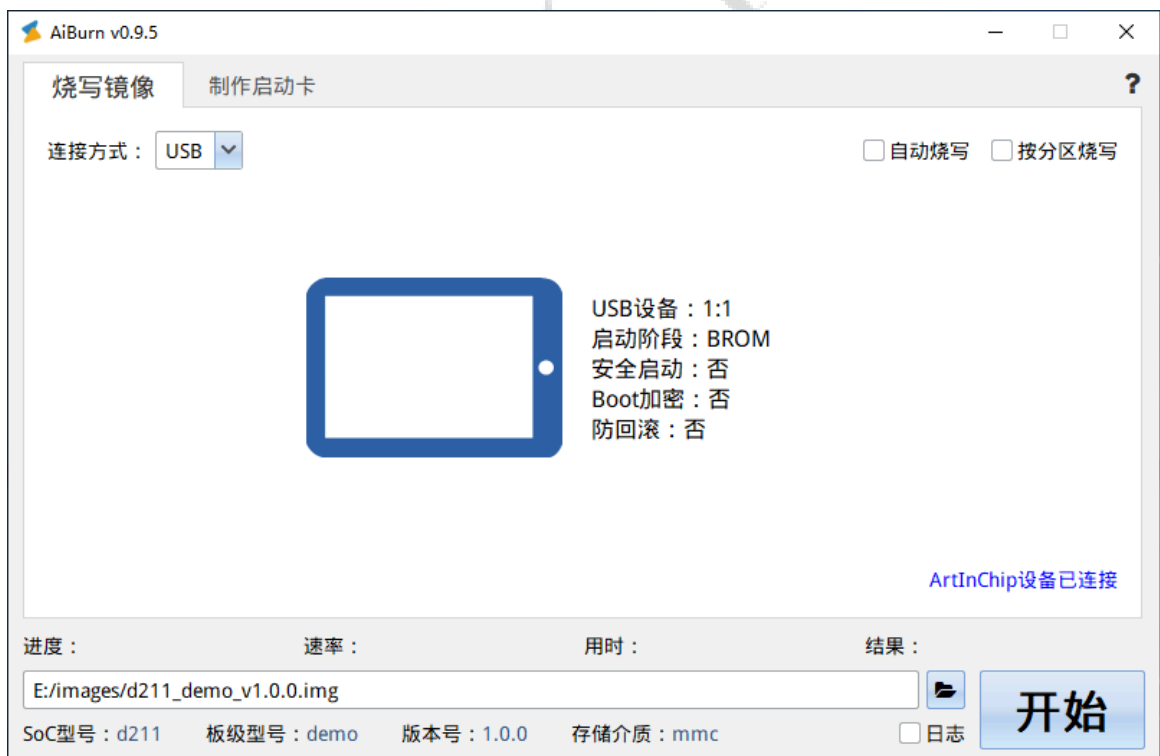 AiBurn v0.9.5
烧写镜像 制作启动卡 ?
连接方式： USB 自动烧写 按分区烧写
USB设备：1:1
启动阶段：BROM
安全启动：否
Boot加密：否
防回滚：否
ArtInChip设备已连接
进度： 速率： 用时： 结果：
E:/images/d211_demo_v1.0.0.img
开始
SoC型号：d211 板级型号：demo 版本号：1.0.0 存储介质：mmc 日志